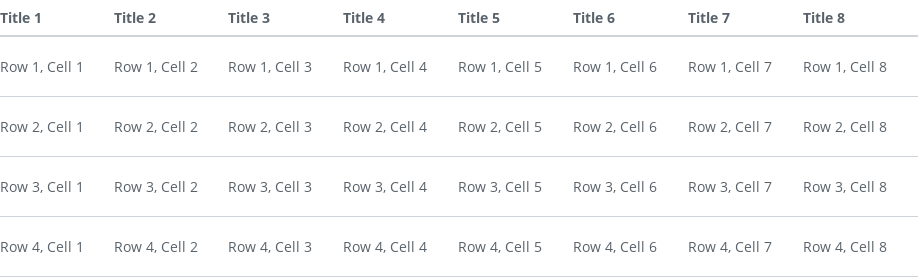 Title 1 Title 2 Title 3 Title 4 Title 5 Title 6 Title 7 Title 8
Row 1, Cell 1 Row 1, Cell 2 Row 1, Cell 3 Row 1, Cell 4 Row 1, Cell 5 Row 1, Cell 6 Row 1, Cell 7 Row 1, Cell 8
Row 2, Cell 1 Row 2, Cell 2 Row 2, Cell 3 Row 2, Cell 4 Row 2, Cell 5 Row 2, Cell 6 Row 2, Cell 7 Row 2, Cell 8
Row 3, Cell 1 Row 3, Cell 2 Row 3, Cell 3 Row 3, Cell 4 Row 3, Cell 5 Row 3, Cell 6 Row 3, Cell 7 Row 3, Cell 8
Row 4, Cell 1 Row 4, Cell 2 Row 4, Cell 3 Row 4, Cell 4 Row 4, Cell 5 Row 4, Cell 6 Row 4, Cell 7 Row 4, Cell 8